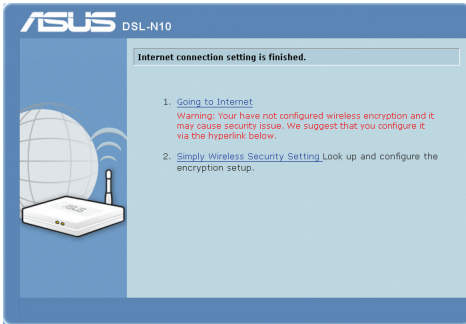 ASUS DSL-N10
Internet connection setting is finished.
1. Going to Internet
Warning: Your have not configured wireless encryption and it
may cause security issue. We suggest that you configure it
via the hyperlink below.
2. Simply Wireless Security Setting Look up and configure the
encryption setup.